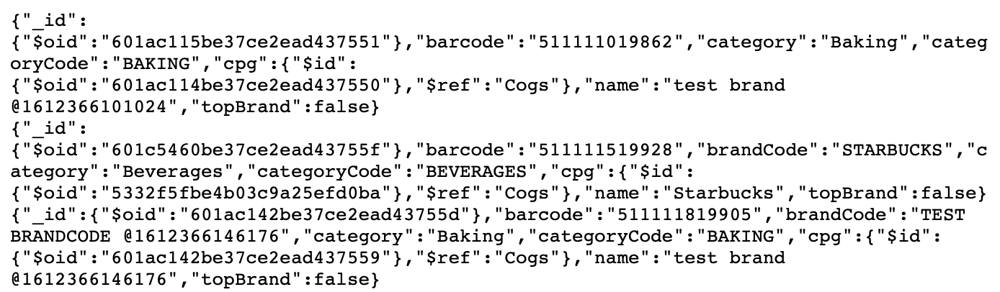 {"_id":
{"$oid":"601ac115be37ce2ead437551"},"barcode":"511111019862","category":"Baking","categ
oryCode":"BAKING","cpg":{"$id":
{"$oid":"601ac114be37ce2ead437550"},"$ref":"Cogs"},"name":"test brand
@1612366101024","topBrand":false}
{"_id":
{"$oid":"601c5460be37ce2ead43755f"},"barcode":"511111519928","brandCode":"STARBUCKS","c
ategory":"Beverages","categoryCode":"BEVERAGES","cpg":{"$id":
{"$oid":"5332f5fbe4b03c9a25efd0ba"},"$ref":"Cogs"},"name":"Starbucks","topBrand":false}
{"_id":{"$oid":"601ac142be37ce2ead43755d"},"barcode":"511111819905","brandCode":"TEST
BRANDCODE @1612366146176","category":"Baking","categoryCode":"BAKING","cpg":{"$id":
{"$oid":"601ac142be37ce2ead437559"},"$ref":"Cogs"},"name":"test brand
@1612366146176","topBrand":false}